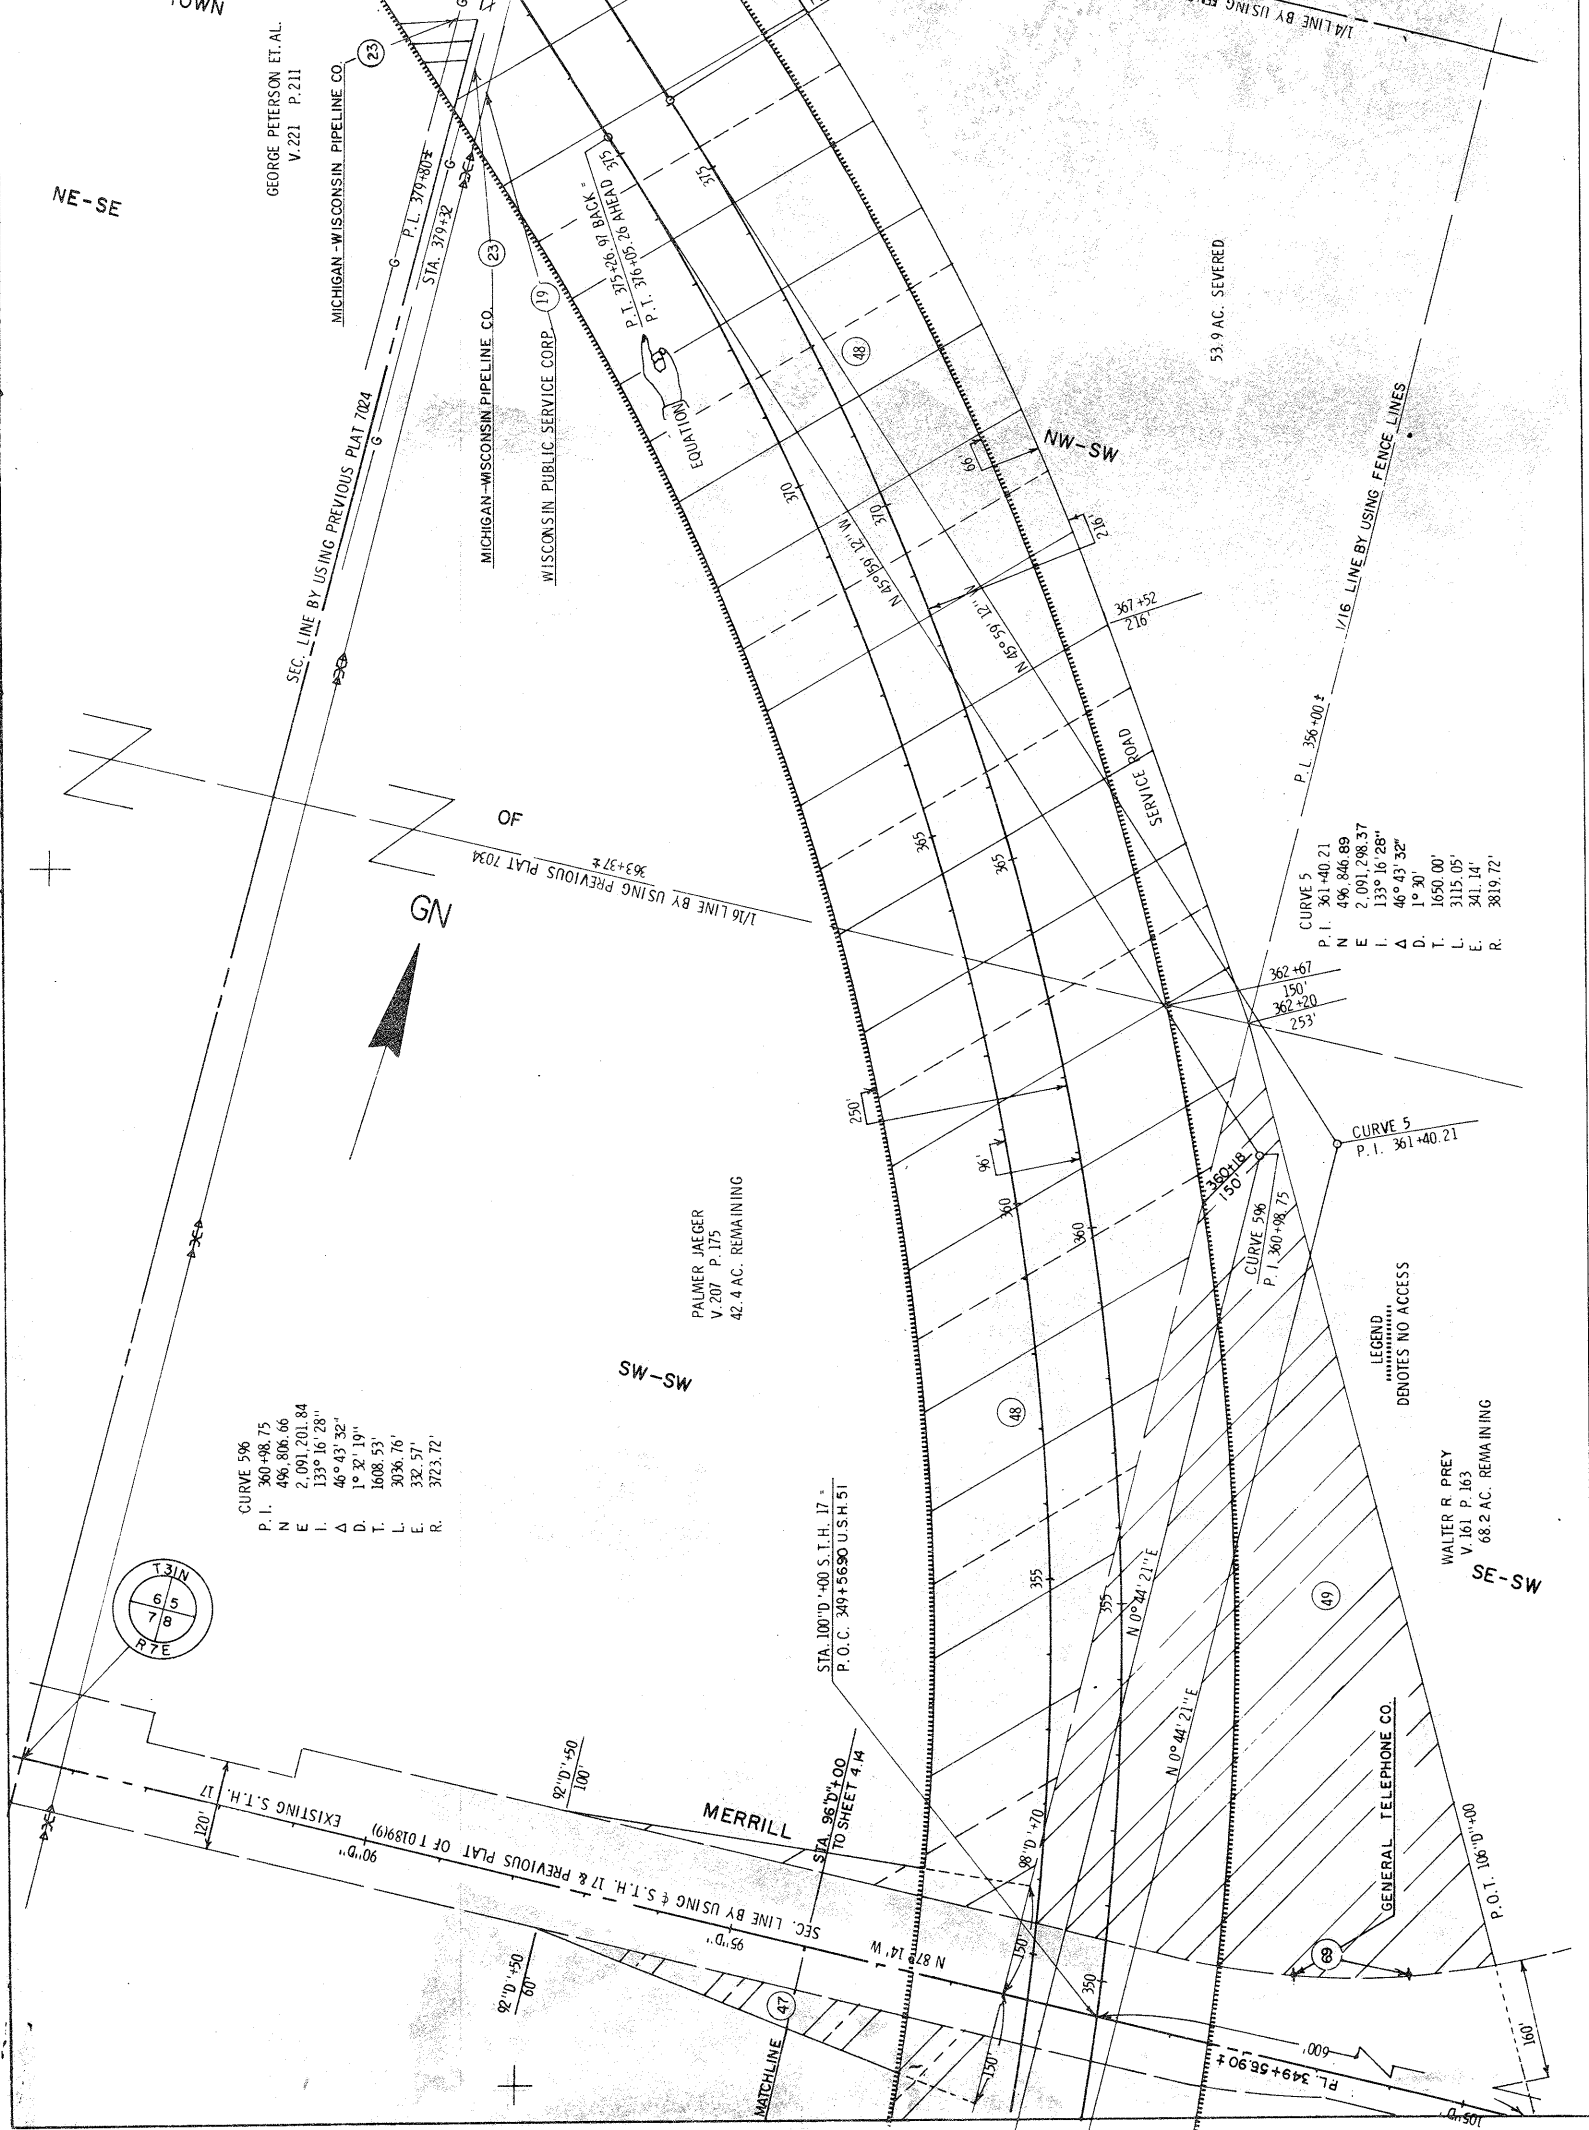 TOWN
GEORGE PETERSON ET. AL.
V. 221 P. 211
MICHIGAN-WISCONSIN PIPELINE CO.
23
NE-SE
P.L. 379+80±
STA. 379+32
G
G
G
G
MICHIGAN-WISCONSIN PIPELINE CO.
23
19
WISCONSIN PUBLIC SERVICE CORP.
SEC. LINE BY USING PREVIOUS PLAT 7024
1/4 LINE BY USING
P.T. 376+05.26 AHEAD
375
375
EQUATION
48
53.9 AC. SEVERED
NW-SW
66'
216'
370
370
N 45° 59' 12" W
N 45° 59' 12" W
367+52
216'
1/16 LINE BY USING FENCE LINES
P.L. 356+00±
SERVICE ROAD
OF
1/16 LINE BY USING PREVIOUS PLAT 7034
363+37±
GN
365
365
CURVE 5
P.I. 361+40.21
N 496,846.89
E 2,091,298.37
I. 133° 16' 28"
Δ 46° 43' 32"
D. 1° 30'
T. 1650.00'
L. 3115.05'
E. 341.14'
R. 3819.72'
362+67
150'
362+20
253'
250'
96'
360
360
360+18
150'
CURVE 5
P.I. 361+40.21
CURVE 596
P.I. 360+98.75
PALMER JAEGER
V. 207 P. 175
42.4 AC. REMAINING
SW-SW
LEGEND
DENOTES NO ACCESS
CURVE 596
P.I. 360+98.75
N 496,806.66
E 2,091,201.84
I. 133° 16' 28"
Δ 46° 43' 32"
D. 1° 32' 19"
T. 1608.53'
L. 3036.76'
E. 332.57'
R. 3723.72'
48
WALTER R. PREY
V. 161 P. 163
68.2 AC. REMAINING
SE-SW
T31N
6 5
7 8
R7E
STA. 100"D"+00 S.T.H. 17 =
P.O.C. 349+56.90 U.S.H. 51
355
355
N 0° 44' 21" E
N 0° 44' 21" E
49
GENERAL TELEPHONE CO.
69
P.O.T. 106"D"+00
EXISTING S.T.H. 17
120'
90"D"
92"D"+50
100'
MERRILL
STA. 96"D"+00
TO SHEET 4.14
98"D"+70
SEC. LINE BY USING ℄ S.T.H. 17 & PREVIOUS PLAT OF T 0189(9)
95"D"
N 87° 14' W
92"D"+50
60'
47
MATCHLINE
150'
150'
350
600'
P.L. 349+56.90±
160'
105"D"